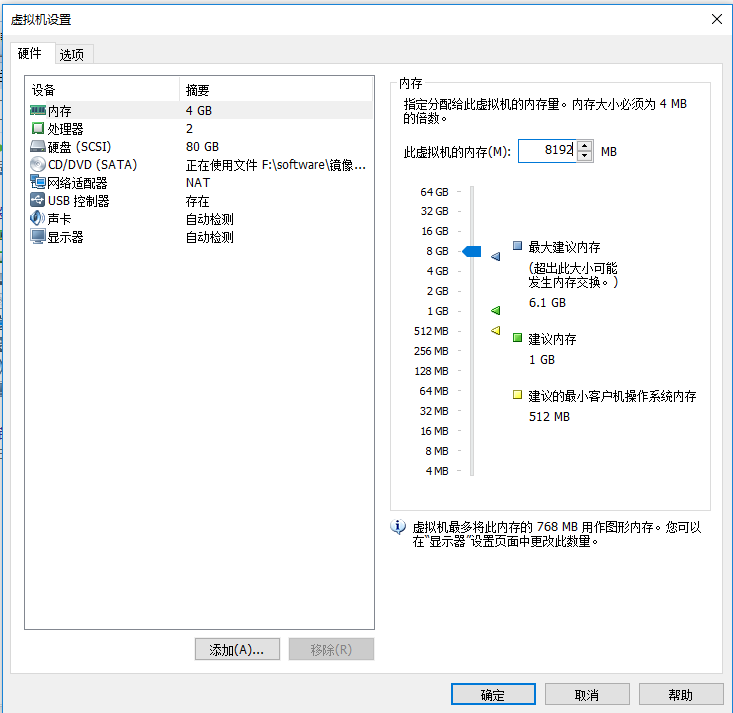 虚拟机设置
硬件 选项
设备 摘要
内存 4 GB
处理器 2
硬盘 (SCSI) 80 GB
CD/DVD (SATA) 正在使用文件 F:\software\镜像...
网络适配器 NAT
USB 控制器 存在
声卡 自动检测
显示器 自动检测
添加(A)... 移除(R)
内存
指定分配给此虚拟机的内存量。内存大小必须为 4 MB
的倍数。
此虚拟机的内存(M): 8192 MB
64 GB
32 GB
16 GB
8 GB
4 GB
2 GB
1 GB
512 MB
256 MB
128 MB
64 MB
32 MB
16 MB
8 MB
4 MB
最大建议内存
(超出此大小可能
发生内存交换。)
6.1 GB
建议内存
1 GB
建议的最小客户机操作系统内存
512 MB
虚拟机最多将此内存的 768 MB 用作图形内存。您可以
在“显示器”设置页面中更改此数量。
确定 取消 帮助